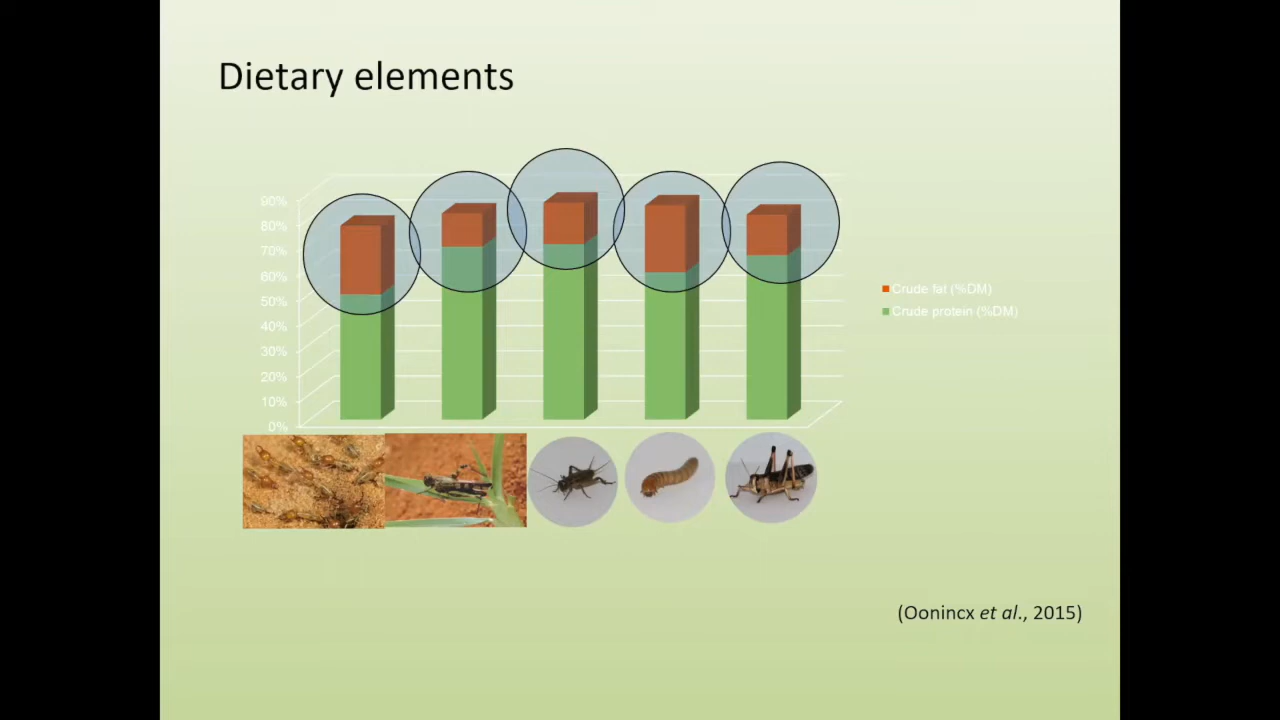 Dietary elements
90%
80%
70%
60%
50%
40%
30%
20%
10%
0%
Crude fat (%DM)
Crude protein (%DM)
(Oonincx et al., 2015)